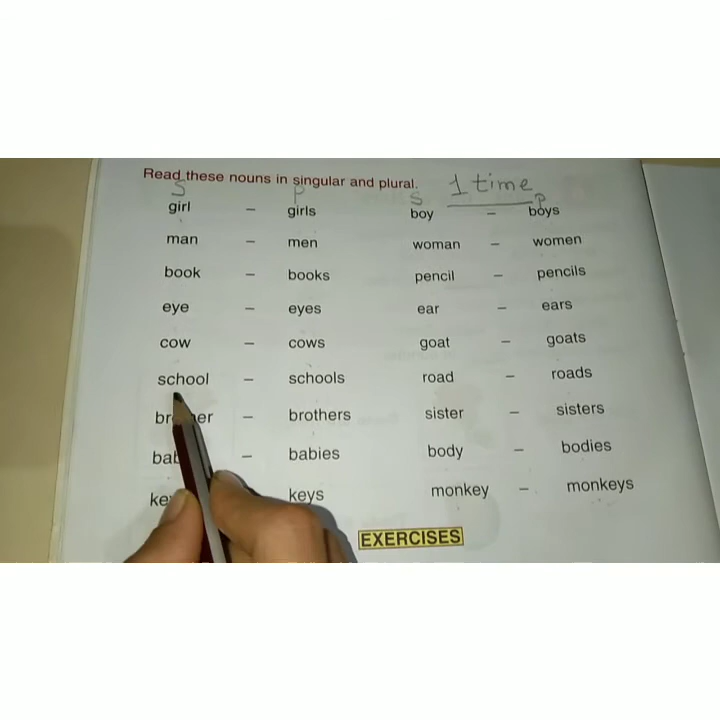 Read these nouns in singular and plural. 1 time
S P S P
girl – girls boy – boys
man – men woman – women
book – books pencil – pencils
eye – eyes ear – ears
cow – cows goat – goats
school – schools road – roads
– brothers sister – sisters
– babies body – bodies
keys monkey – monkeys
EXERCISES